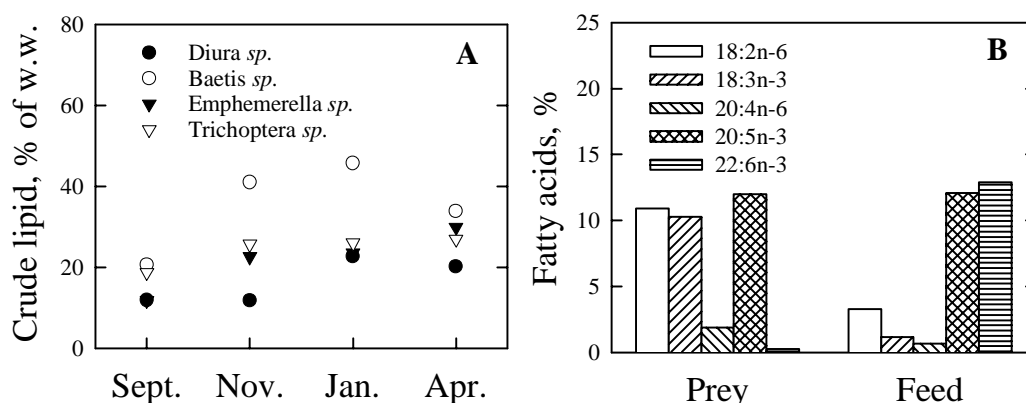 Crude lipid, % of w.w.
80
60
40
20
0
A
Diura sp.
Baetis sp.
Emphemerella sp.
Trichoptera sp.
Sept. Nov. Jan. Apr.
Fatty acids, %
25
20
15
10
5
0
B
18:2n-6
18:3n-3
20:4n-6
20:5n-3
22:6n-3
Prey Feed